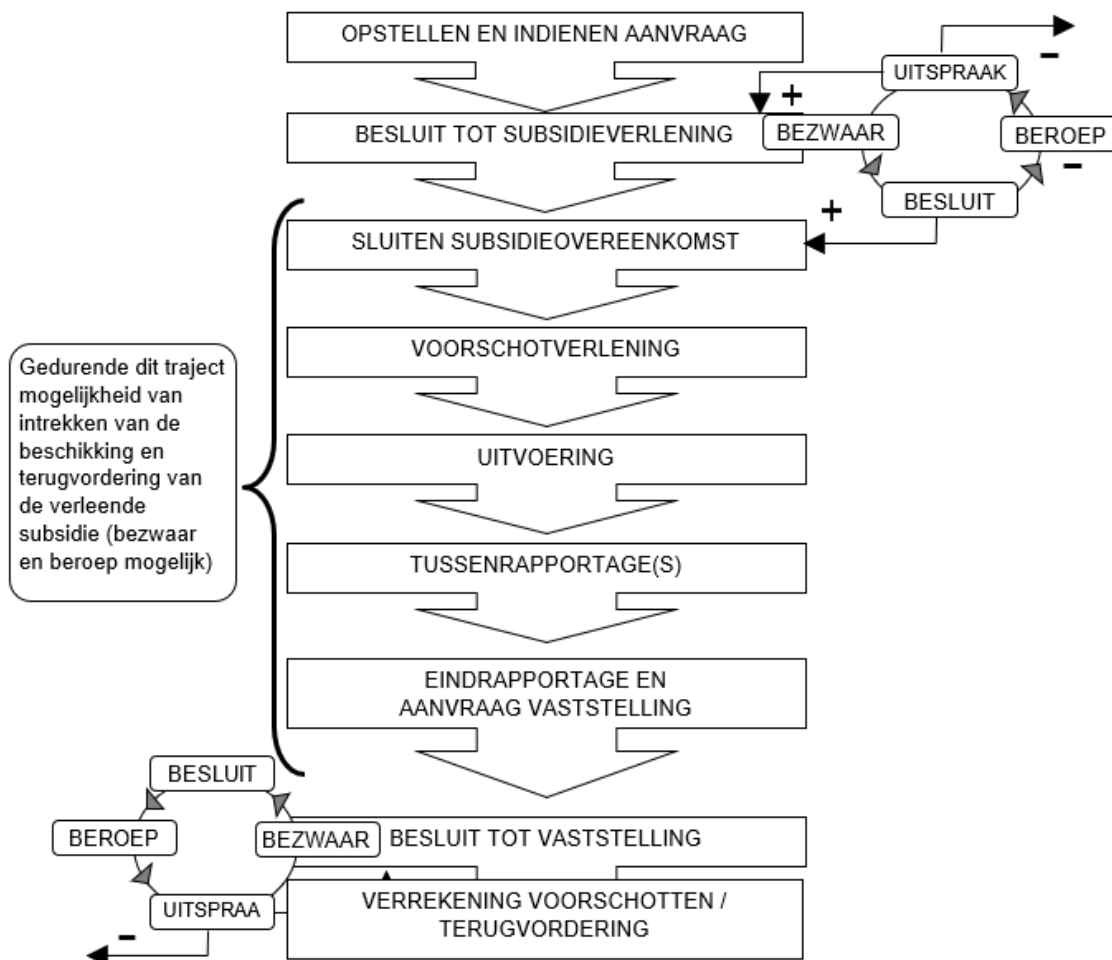 OPSTELLEN EN INDIENEN AANVRAAG
UITSPRAAK
-
+
BESLUIT TOT SUBSIDIEVERLENING
BEZWAAR
BEROEP
-
BESLUIT
+
SLUITEN SUBSIDIEOVEREENKOMST
VOORSCHOTVERLENING
Gedurende dit traject
mogelijkheid van
intrekken van de
beschikking en
terugvordering van
de verleende
subsidie (bezwaar
en beroep mogelijk)
UITVOERING
TUSSENRAPPORTAGE(S)
EINDRAPPORTAGE EN
AANVRAAG VASTSTELLING
BESLUIT
BEROEP
BEZWAAR
BESLUIT TOT VASTSTELLING
UITSPRAA
-
VERREKENING VOORSCHOTTEN /
TERUGVORDERING